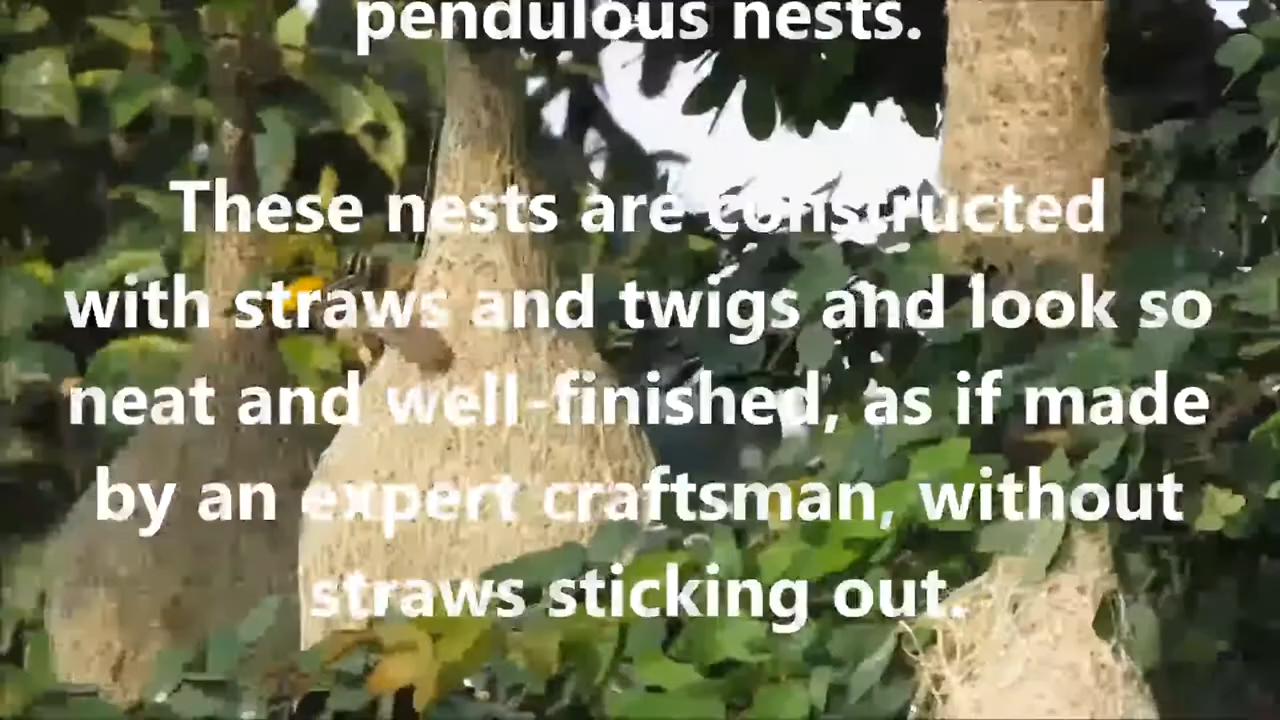 pendulous nests.
These nests are constructed
with straws and twigs and look so
neat and well-finished, as if made
by an expert craftsman, without
straws sticking out.